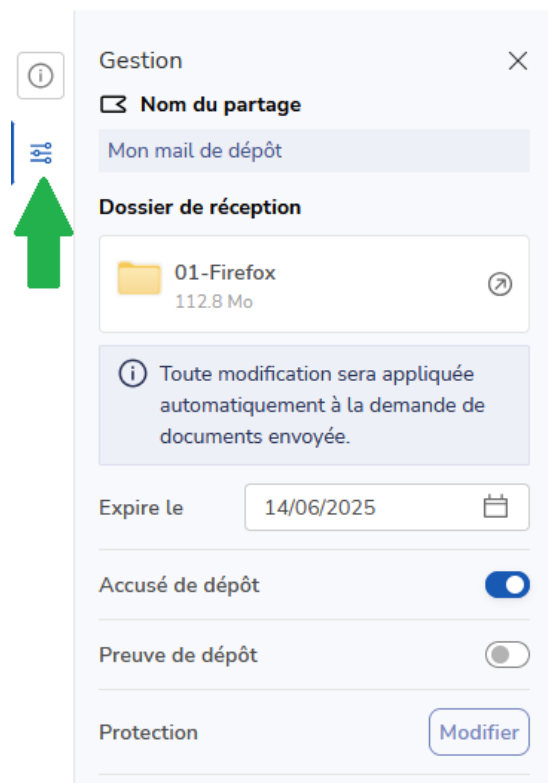 Gestion
Nom du partage
Mon mail de dépôt
Dossier de réception
01-Firefox
112.8 Mo
Toute modification sera appliquée
automatiquement à la demande de
documents envoyée.
Expire le 14/06/2025
Accusé de dépôt
Preuve de dépôt
Protection Modifier